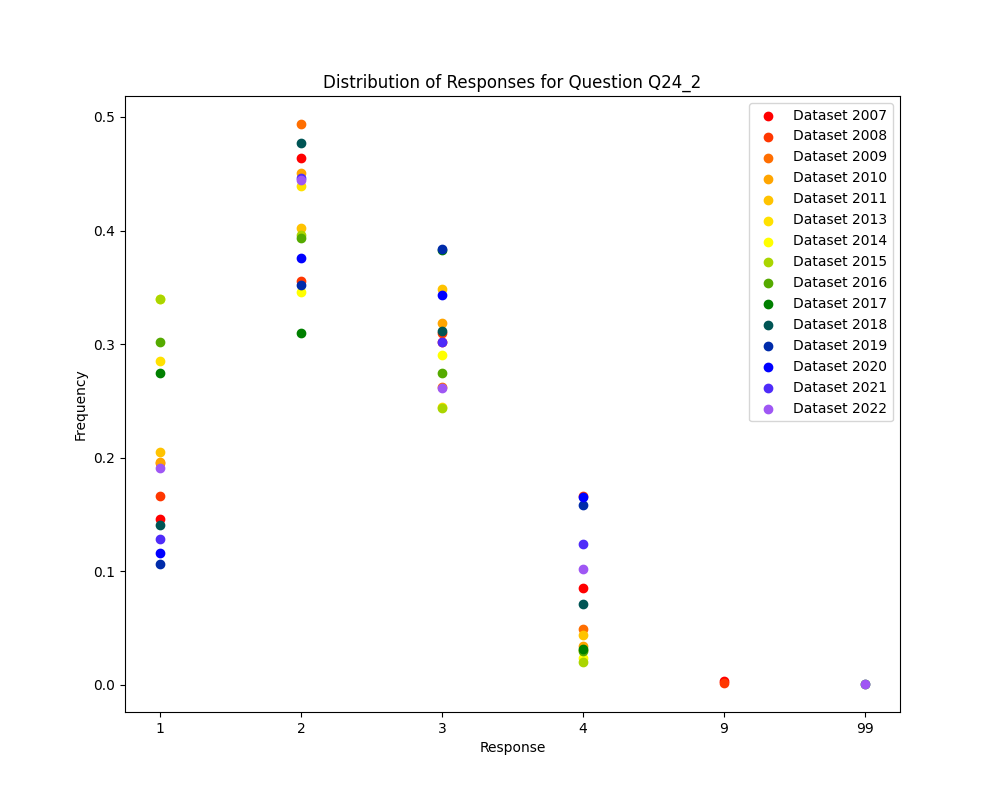 Distribution of Responses for Question Q24_2
Frequency
0.5
0.4
0.3
0.2
0.1
0.0
1 2 3 4 9 99
Response
Dataset 2007
Dataset 2008
Dataset 2009
Dataset 2010
Dataset 2011
Dataset 2013
Dataset 2014
Dataset 2015
Dataset 2016
Dataset 2017
Dataset 2018
Dataset 2019
Dataset 2020
Dataset 2021
Dataset 2022